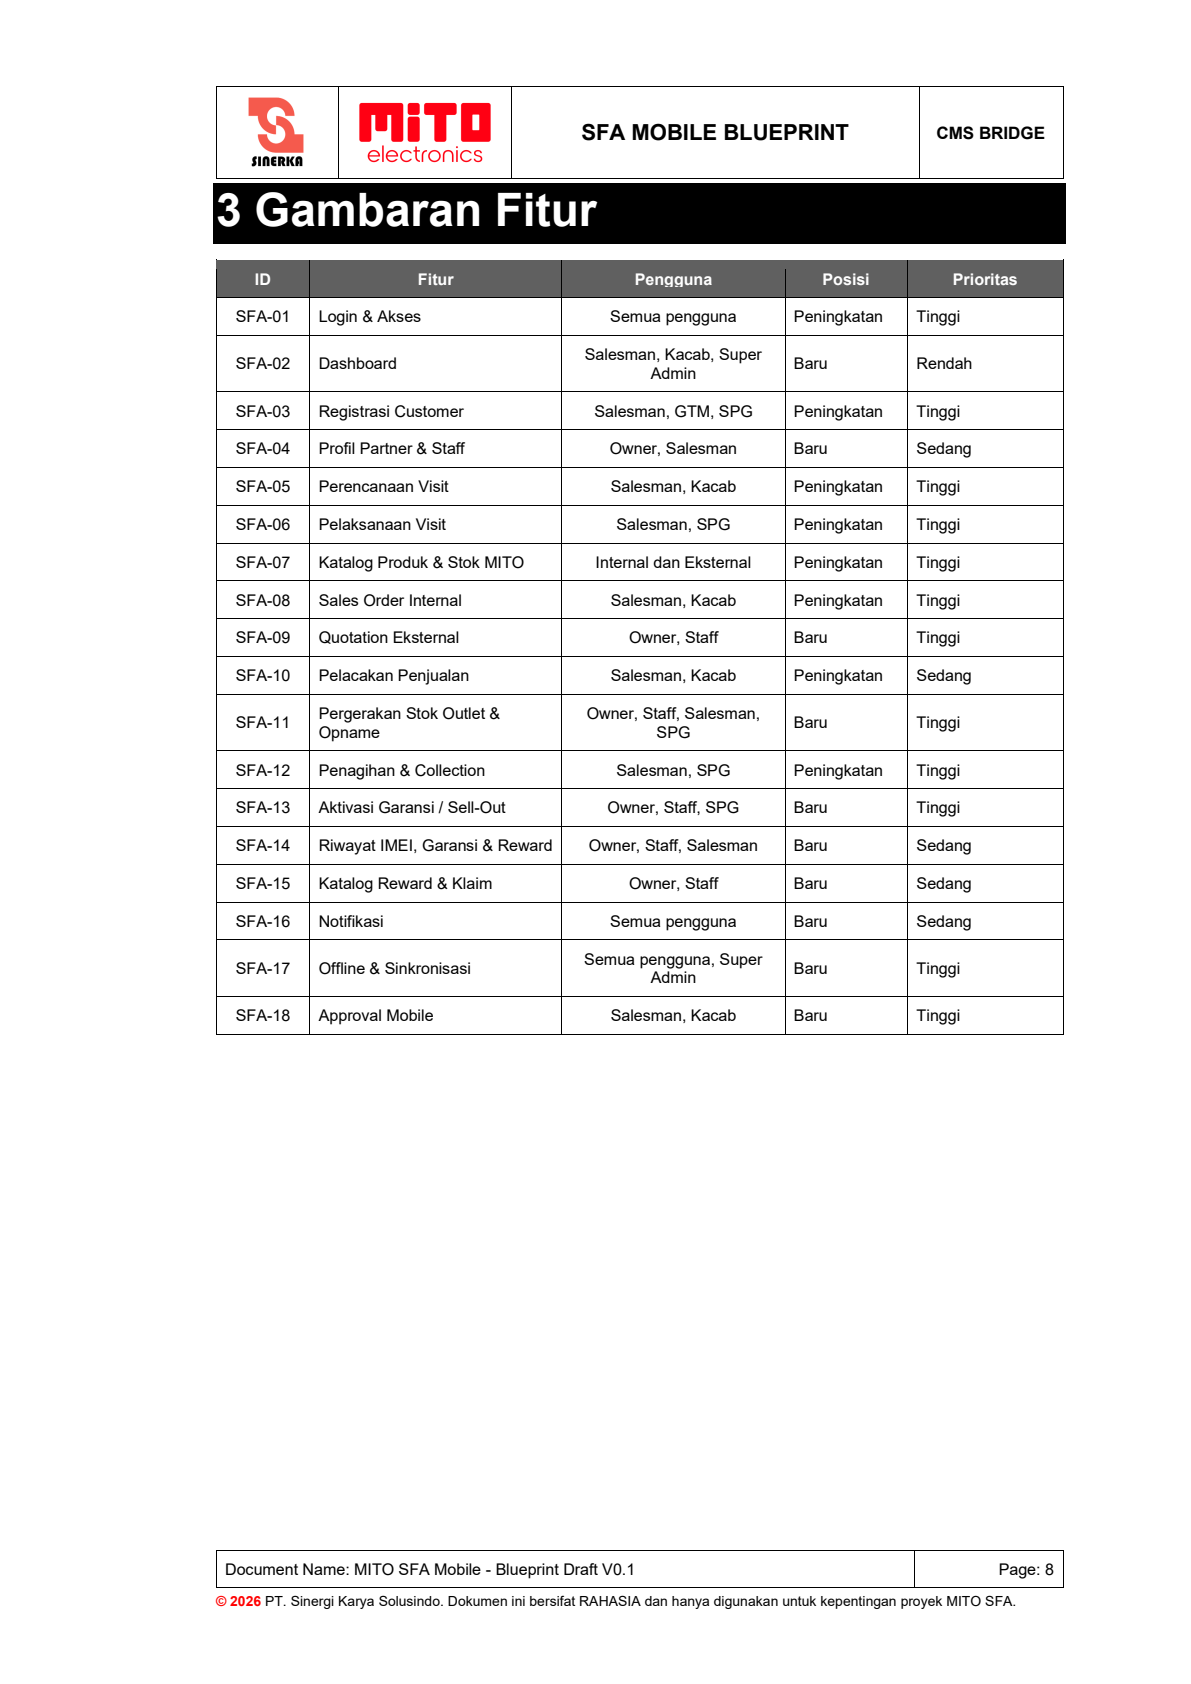 SINERKA
MiTO
electronics
SFA MOBILE BLUEPRINT
CMS BRIDGE
3 Gambaran Fitur
ID Fitur Pengguna Posisi Prioritas
SFA-01 Login & Akses Semua pengguna Peningkatan Tinggi
SFA-02 Dashboard Salesman, Kacab, Super Admin Baru Rendah
SFA-03 Registrasi Customer Salesman, GTM, SPG Peningkatan Tinggi
SFA-04 Profil Partner & Staff Owner, Salesman Baru Sedang
SFA-05 Perencanaan Visit Salesman, Kacab Peningkatan Tinggi
SFA-06 Pelaksanaan Visit Salesman, SPG Peningkatan Tinggi
SFA-07 Katalog Produk & Stok MITO Internal dan Eksternal Peningkatan Tinggi
SFA-08 Sales Order Internal Salesman, Kacab Peningkatan Tinggi
SFA-09 Quotation Eksternal Owner, Staff Baru Tinggi
SFA-10 Pelacakan Penjualan Salesman, Kacab Peningkatan Sedang
SFA-11 Pergerakan Stok Outlet & Opname Owner, Staff, Salesman, SPG Baru Tinggi
SFA-12 Penagihan & Collection Salesman, SPG Peningkatan Tinggi
SFA-13 Aktivasi Garansi / Sell-Out Owner, Staff, SPG Baru Tinggi
SFA-14 Riwayat IMEI, Garansi & Reward Owner, Staff, Salesman Baru Sedang
SFA-15 Katalog Reward & Klaim Owner, Staff Baru Sedang
SFA-16 Notifikasi Semua pengguna Baru Sedang
SFA-17 Offline & Sinkronisasi Semua pengguna, Super Admin Baru Tinggi
SFA-18 Approval Mobile Salesman, Kacab Baru Tinggi
Document Name: MITO SFA Mobile - Blueprint Draft V0.1 Page: 8
© 2026 PT. Sinergi Karya Solusindo. Dokumen ini bersifat RAHASIA dan hanya digunakan untuk kepentingan proyek MITO SFA.